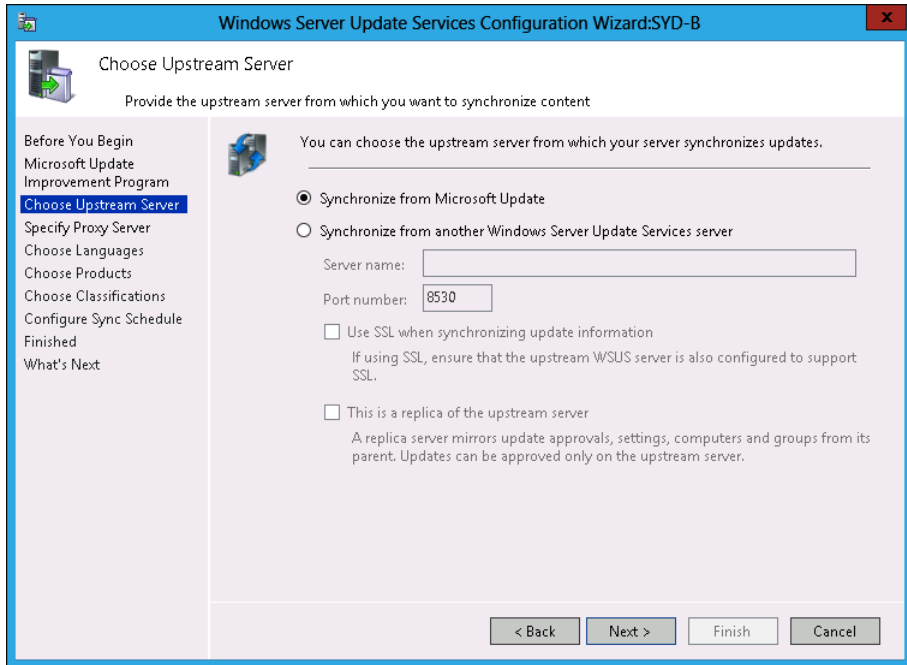 Windows Server Update Services Configuration Wizard:SYD-B
x
Choose Upstream Server
Provide the upstream server from which you want to synchronize content
Before You Begin
Microsoft Update
Improvement Program
Choose Upstream Server
Specify Proxy Server
Choose Languages
Choose Products
Choose Classifications
Configure Sync Schedule
Finished
What's Next
You can choose the upstream server from which your server synchronizes updates.
Synchronize from Microsoft Update
Synchronize from another Windows Server Update Services server
Server name:
Port number: 8530
Use SSL when synchronizing update information
If using SSL, ensure that the upstream WSUS server is also configured to support
SSL.
This is a replica of the upstream server
A replica server mirrors update approvals, settings, computers and groups from its
parent. Updates can be approved only on the upstream server.
< Back Next > Finish Cancel